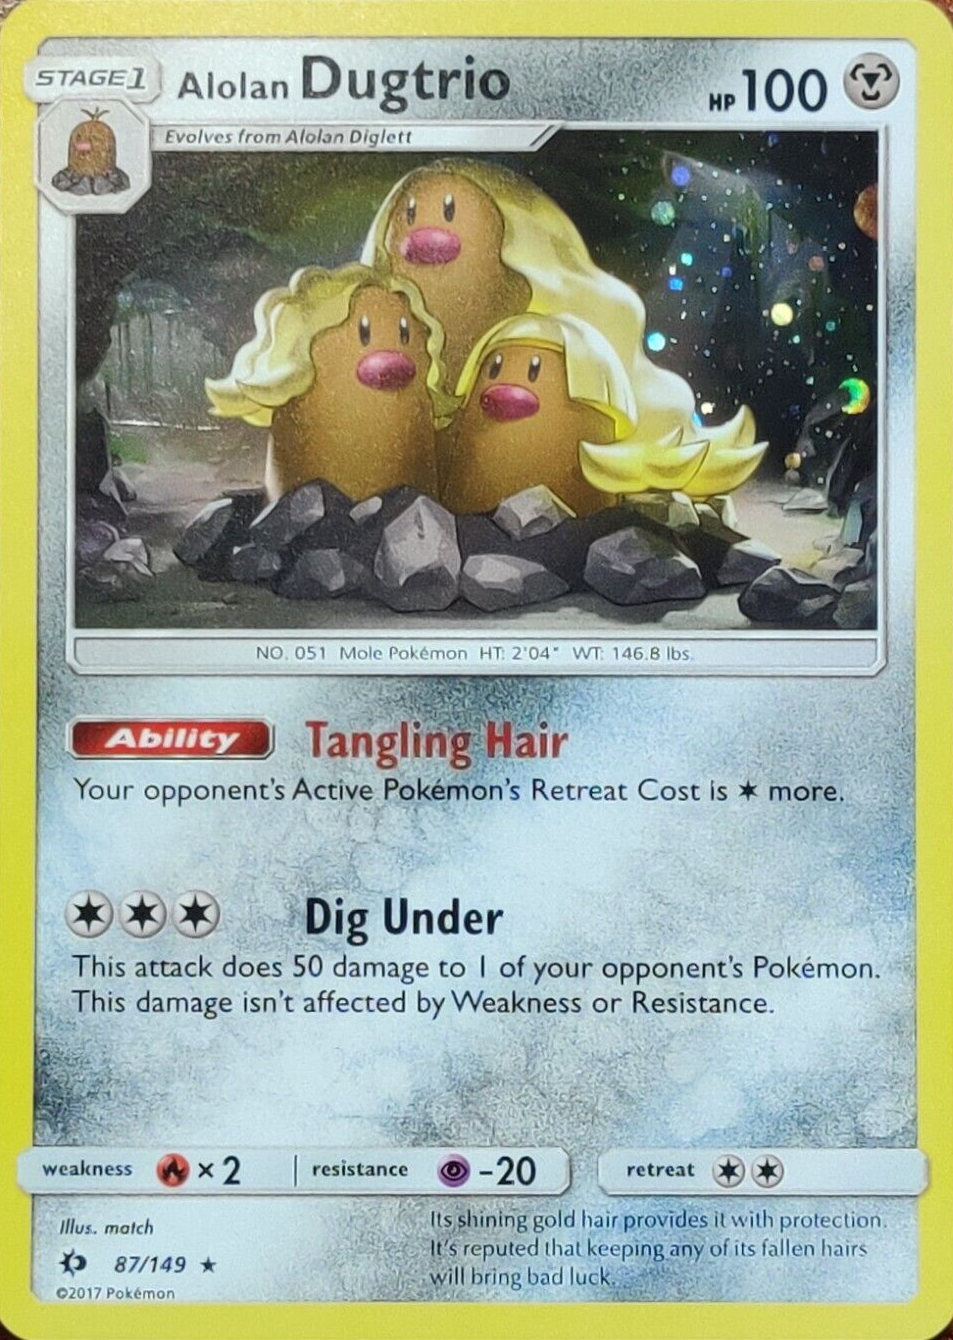 STAGE1 Alolan Dugtrio HP 100
Evolves from Alolan Diglett
NO. 051 Mole Pokémon HT: 2'04" WT: 146.8 lbs.
Ability Tangling Hair
Your opponent's Active Pokémon's Retreat Cost is ✶ more.
Dig Under
This attack does 50 damage to 1 of your opponent's Pokémon.
This damage isn't affected by Weakness or Resistance.
weakness ×2 resistance -20 retreat
Illus. match
87/149 ★
©2017 Pokémon
Its shining gold hair provides it with protection.
It's reputed that keeping any of its fallen hairs
will bring bad luck.